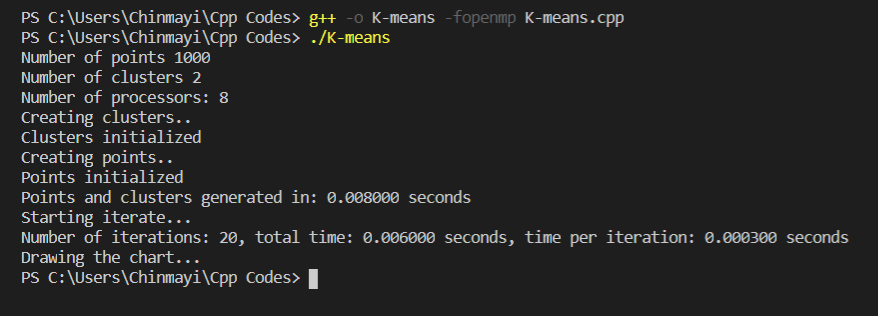 PS C:\Users\Chinmayi\Cpp Codes> g++ -o K-means -fopenmp K-means.cpp
PS C:\Users\Chinmayi\Cpp Codes> ./K-means
Number of points 1000
Number of clusters 2
Number of processors: 8
Creating clusters..
Clusters initialized
Creating points..
Points initialized
Points and clusters generated in: 0.008000 seconds
Starting iterate...
Number of iterations: 20, total time: 0.006000 seconds, time per iteration: 0.000300 seconds
Drawing the chart...
PS C:\Users\Chinmayi\Cpp Codes>